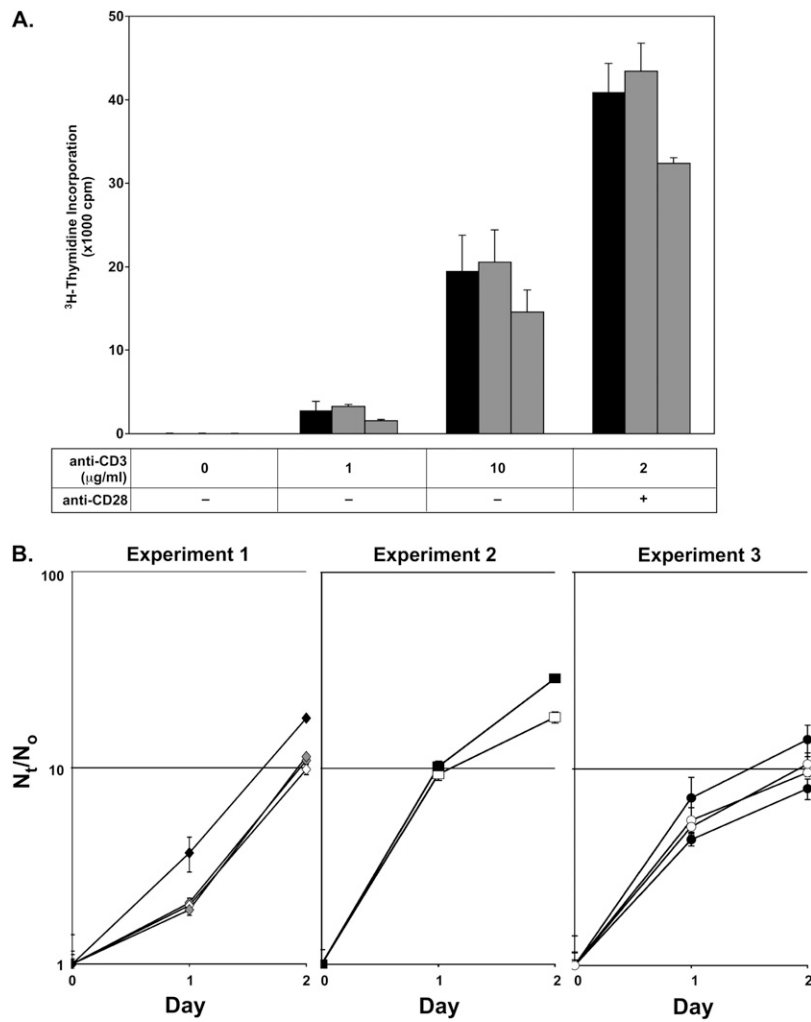 A.
50
40
30
20
10
0
³H-Thymidine Incorporation
(x1000 cpm)
anti-CD3
(μg/ml)
0
1
10
2
anti-CD28
–
–
–
+
B.
Experiment 1
Experiment 2
Experiment 3
100
10
1
Nₜ/Nₒ
0
1
2
0
1
2
0
1
2
Day
Day
Day